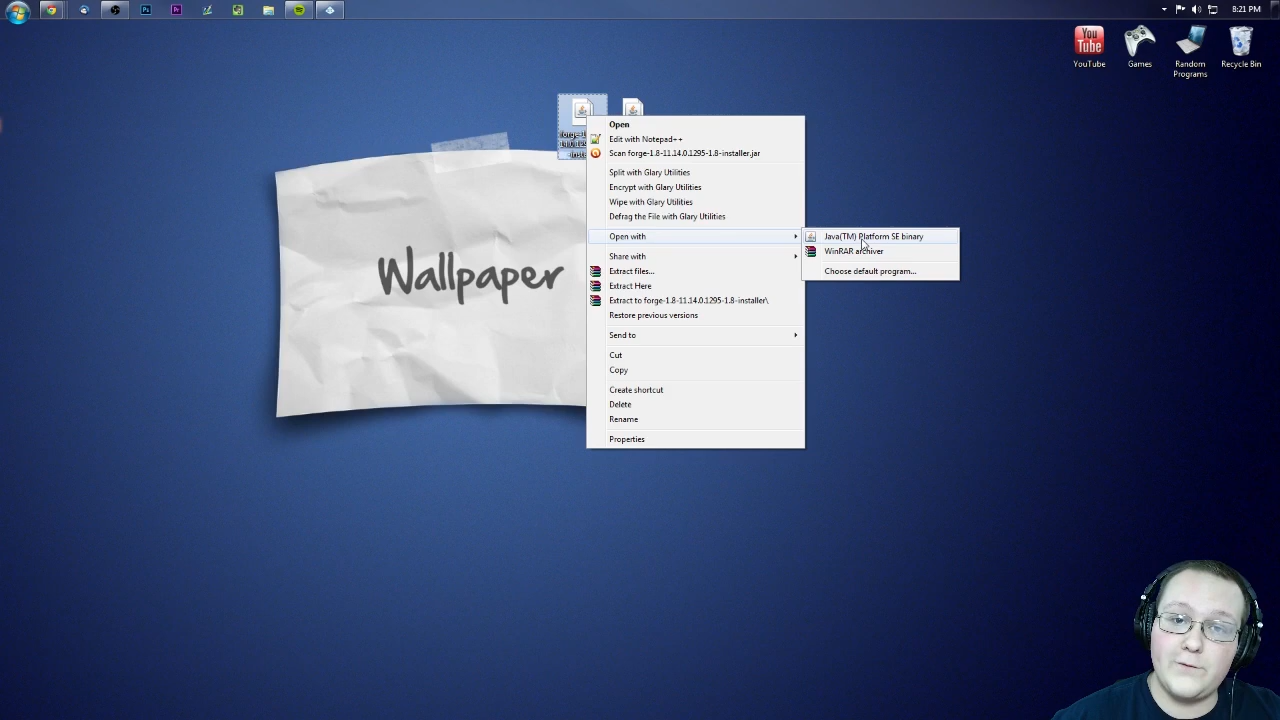 8:21 PM
You
Tube
YouTube
Games
Random
Programs
Recycle Bin
Wallpaper
Open
Edit with Notepad++
Scan forge-1.8-11.14.0.1295-1.8-installer.jar
Split with Glary Utilities
Encrypt with Glary Utilities
Wipe with Glary Utilities
Defrag the File with Glary Utilities
Open with
Java(TM) Platform SE binary
WinRAR archiver
Choose default program...
Share with
Extract files...
Extract Here
Extract to forge-1.8-11.14.0.1295-1.8-installer\
Restore previous versions
Send to
Cut
Copy
Create shortcut
Delete
Rename
Properties